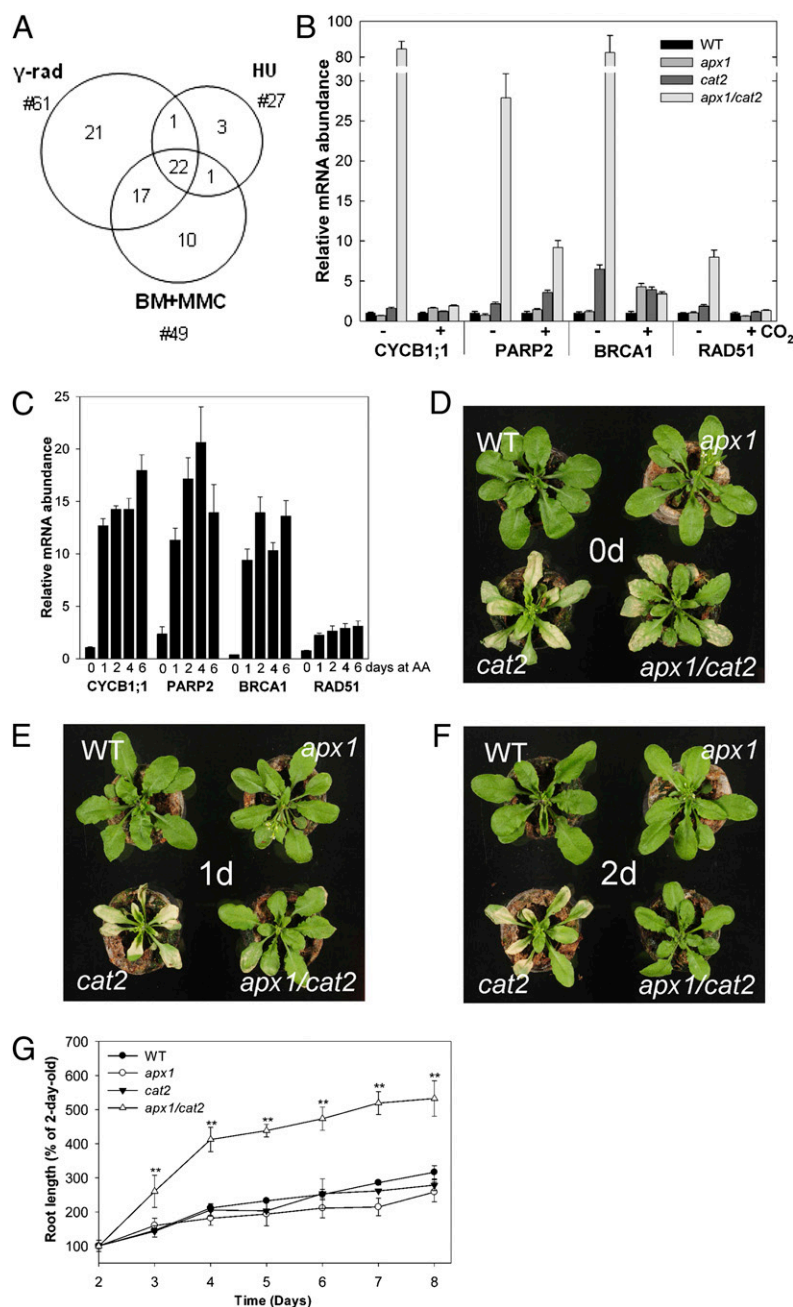 A
γ-rad
#61
HU
#27
21
1
3
22
17
1
10
BM+MMC
#49
B
Relative mRNA abundance
100
80
30
25
20
15
10
5
0
WT
apx1
cat2
apx1/cat2
- + - + - + - + CO2
CYCB1;1 PARP2 BRCA1 RAD51
C
Relative mRNA abundance
25
20
15
10
5
0
0 1 2 4 6 0 1 2 4 6 0 1 2 4 6 0 1 2 4 6 days at AA
CYCB1;1 PARP2 BRCA1 RAD51
D
WT
apx1
0d
cat2
apx1/cat2
E
WT
apx1
1d
cat2
apx1/cat2
F
WT
apx1
2d
cat2
apx1/cat2
G
Root length (% of 2-day-old)
700
600
500
400
300
200
100
WT
apx1
cat2
apx1/cat2
** ** ** ** ** **
2 3 4 5 6 7 8
Time (Days)